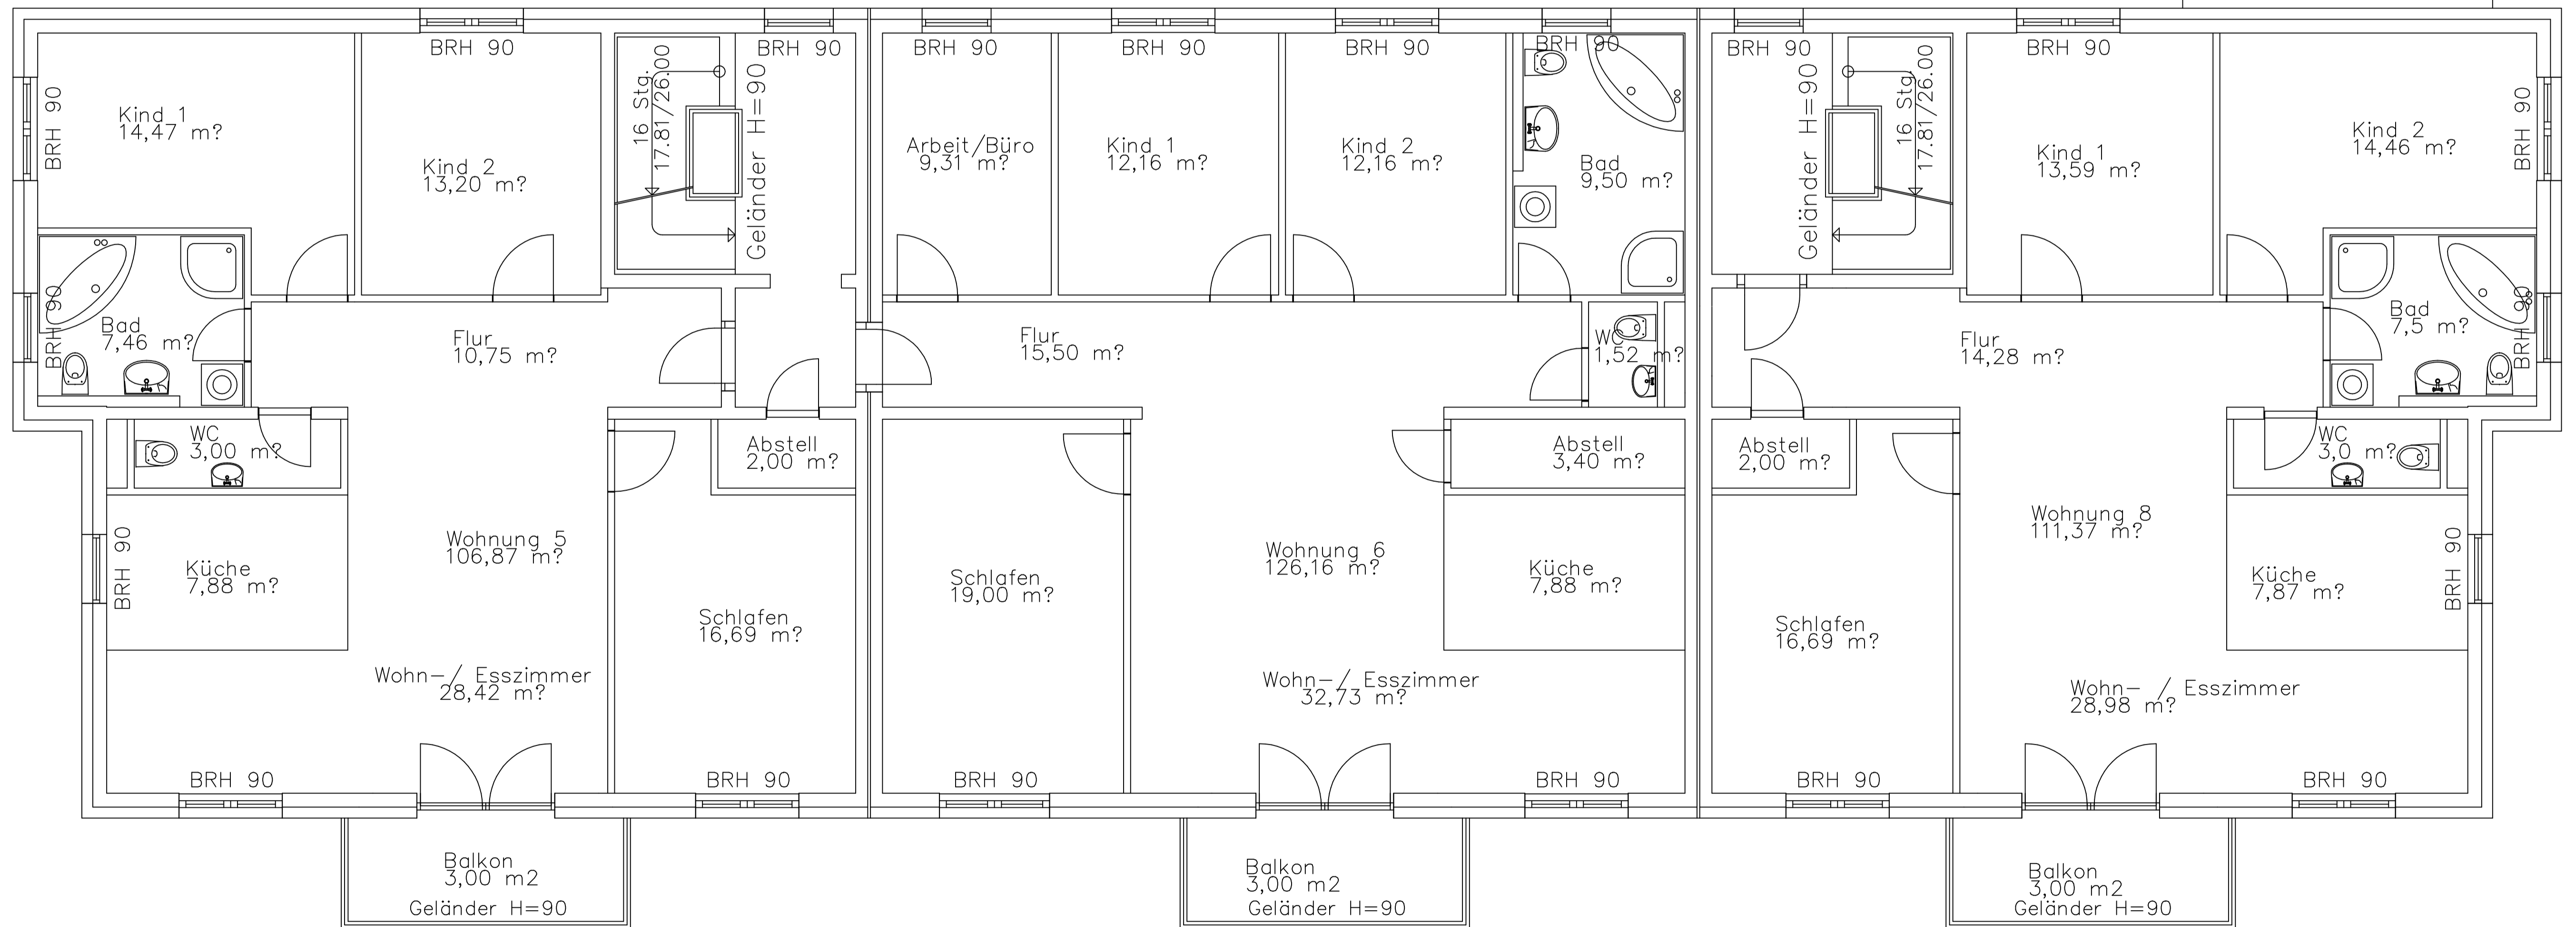 BRH 90
BRH 90
BRH 90
BRH 90
BRH 90
BRH 90
BRH 90
BRH 90
BRH 90
BRH 90
Kind 1
14,47 m?
Kind 2
13,20 m?
16 Stg.
17.81/26.00
Geländer H=90
Arbeit/Büro
9,31 m?
Kind 1
12,16 m?
Kind 2
12,16 m?
Bad
9,50 m?
Geländer H=90
16 Stg.
17.81/26.00
Kind 1
13,59 m?
Kind 2
14,46 m?
BRH 90
BRH 90
Bad
7,46 m?
Flur
10,75 m?
Flur
15,50 m?
WC
1,52 m?
Flur
14,28 m?
Bad
7,5 m?
BRH 90
WC
3,00 m?
Abstell
2,00 m?
Abstell
3,40 m?
Abstell
2,00 m?
WC
3,0 m?
BRH 90
Küche
7,88 m?
Wohnung 5
106,87 m?
Schlafen
16,69 m?
Schlafen
19,00 m?
Wohnung 6
126,16 m?
Küche
7,88 m?
Schlafen
16,69 m?
Wohnung 8
111,37 m?
Küche
7,87 m?
BRH 90
Wohn-/ Esszimmer
28,42 m?
Wohn-/ Esszimmer
32,73 m?
Wohn- / Esszimmer
28,98 m?
BRH 90
BRH 90
BRH 90
BRH 90
BRH 90
BRH 90
Balkon
3,00 m2
Geländer H=90
Balkon
3,00 m2
Geländer H=90
Balkon
3,00 m2
Geländer H=90